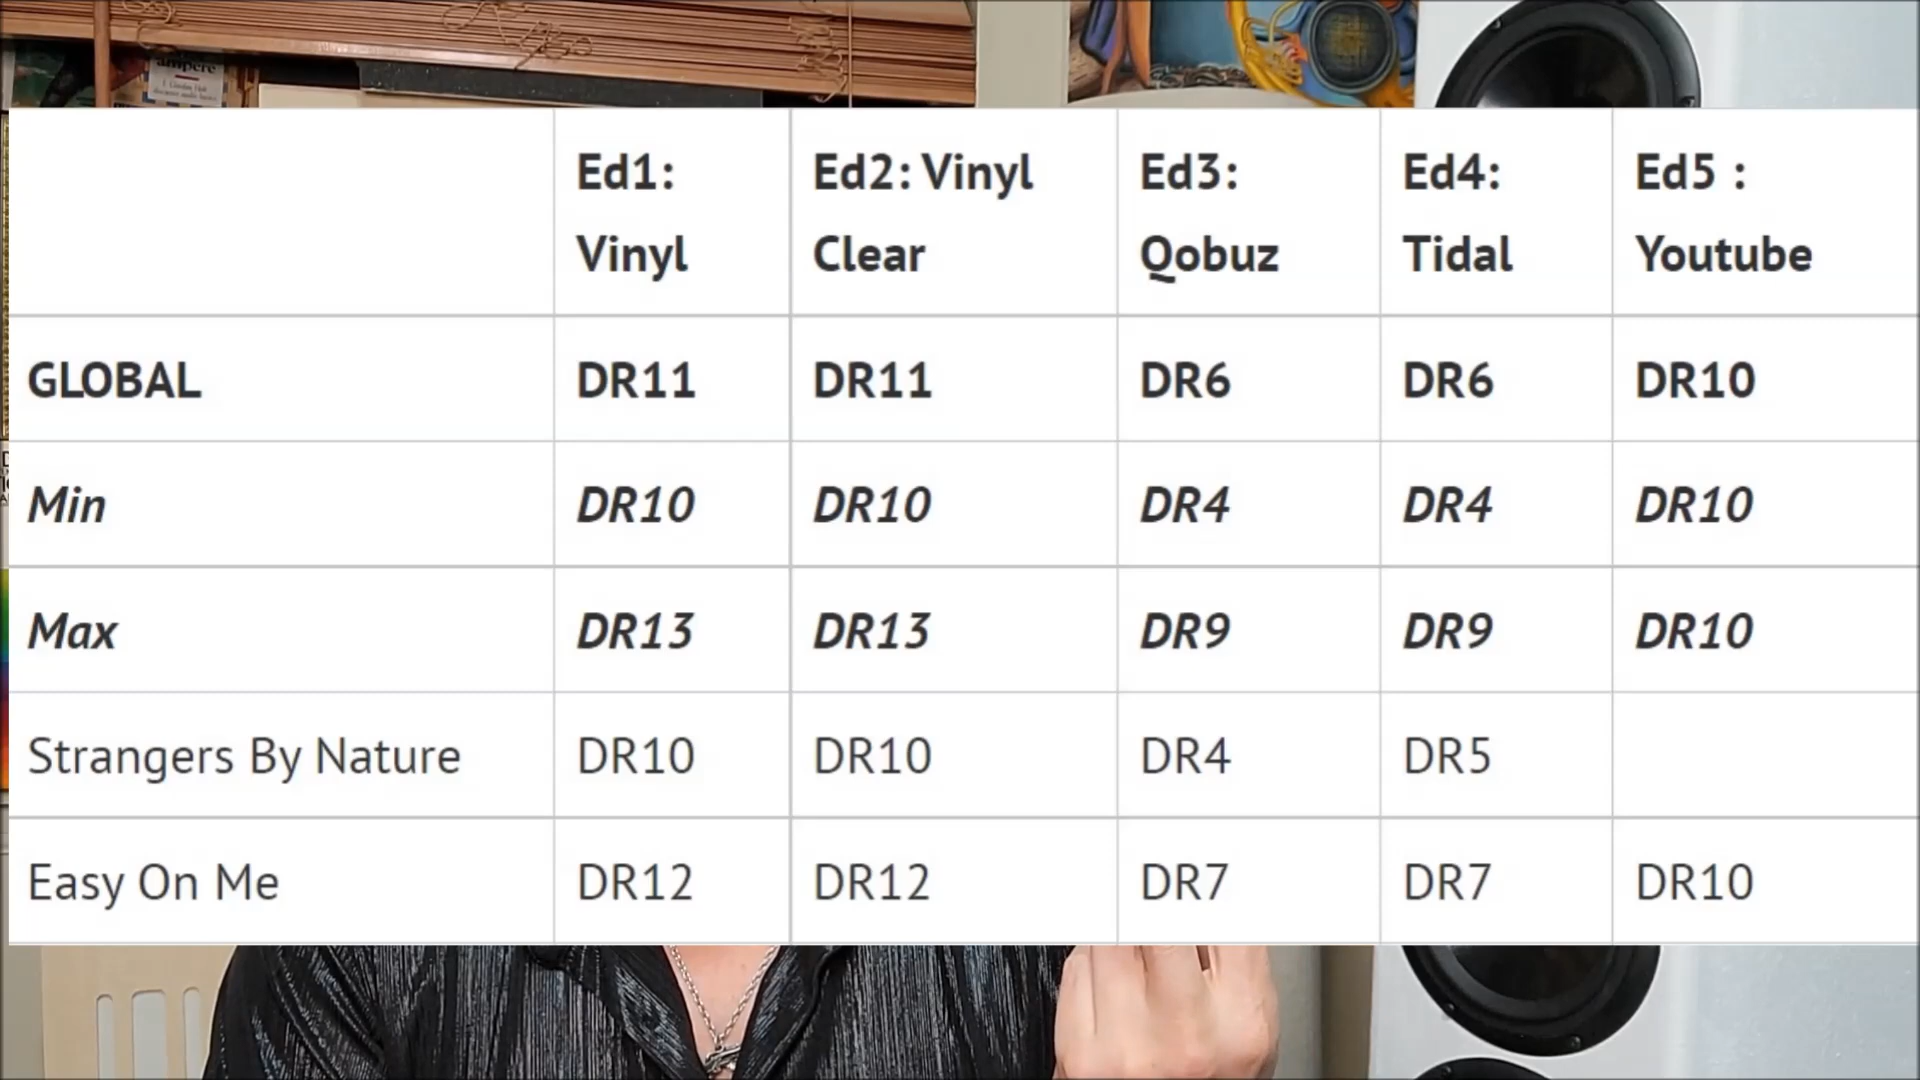 ampere
Ed1: Vinyl
Ed2: Vinyl Clear
Ed3: Qobuz
Ed4: Tidal
Ed5 : Youtube
GLOBAL DR11 DR11 DR6 DR6 DR10
Min DR10 DR10 DR4 DR4 DR10
Max DR13 DR13 DR9 DR9 DR10
Strangers By Nature DR10 DR10 DR4 DR5
Easy On Me DR12 DR12 DR7 DR7 DR10